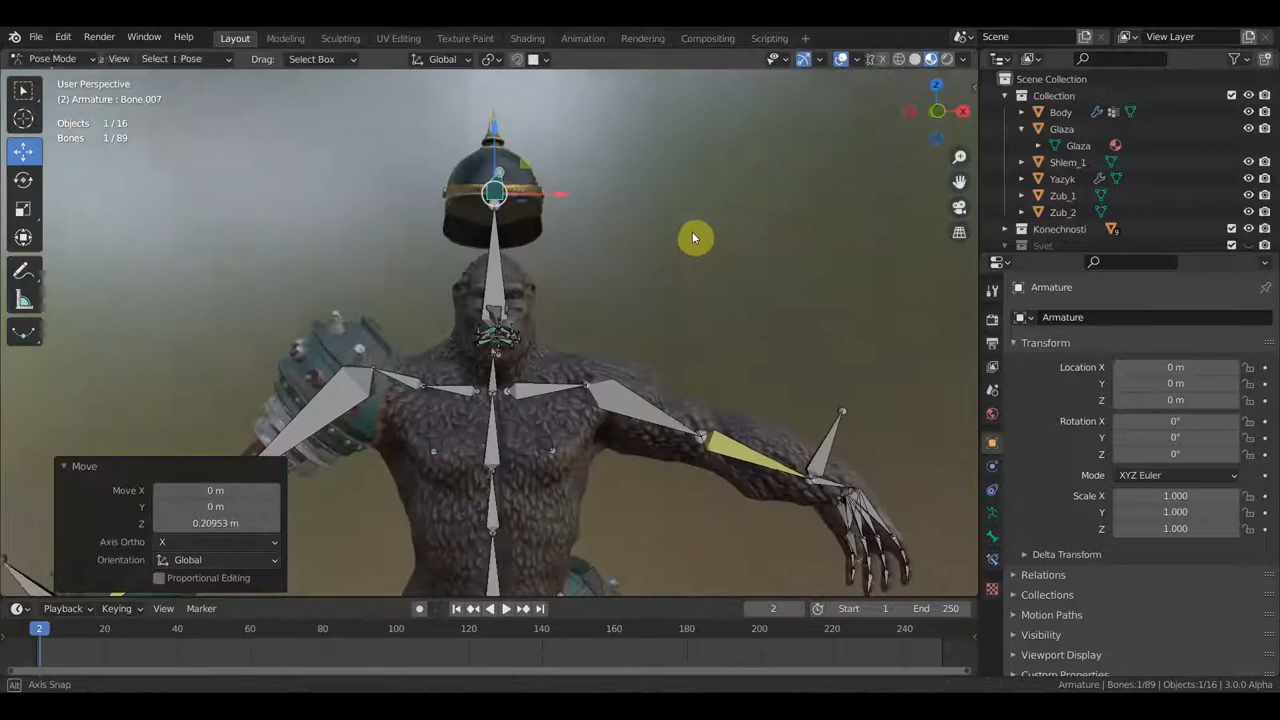 File Edit Render Window Help Layout Modeling Sculpting UV Editing Texture Paint Shading Animation Rendering Compositing Scripting + Scene View Layer
Pose Mode View Select Pose Drag: Select Box Global
User Perspective
(2) Armature : Bone.007
Objects 1 / 16
Bones 1 / 89
Z
X
Scene Collection
Collection
Body
Glaza
Glaza
Shlem_1
Yazyk
Zub_1
Zub_2
Konechnosti 9
Svet
Armature
Armature
Transform
Location X 0 m
Y 0 m
Z 0 m
Rotation X 0°
Y 0°
Z 0°
Mode XYZ Euler
Scale X 1.000
Y 1.000
Z 1.000
Delta Transform
Relations
Collections
Motion Paths
Visibility
Viewport Display
Custom Properties
Move
Move X 0 m
Y 0 m
Z 0.20953 m
Axis Ortho X
Orientation Global
Proportional Editing
Playback Keying View Marker 2 Start 1 End 250
2 20 40 60 80 100 120 140 160 180 200 220 240
Alt Axis Snap Armature | Bones:1/89 | Objects:1/16 | 3.0.0 Alpha